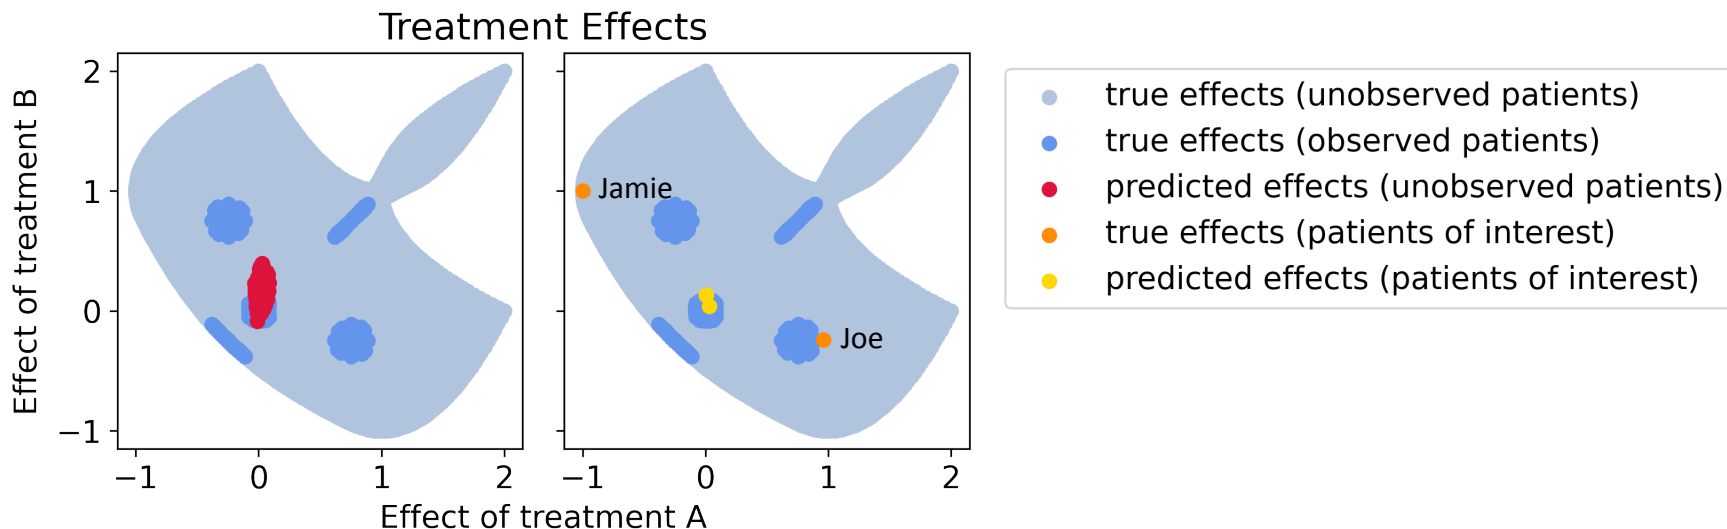 Treatment Effects
Effect of treatment B
2
1
0
−1
Jamie
Joe
−1 0 1 2
−1 0 1 2
Effect of treatment A
true effects (unobserved patients)
true effects (observed patients)
predicted effects (unobserved patients)
true effects (patients of interest)
predicted effects (patients of interest)